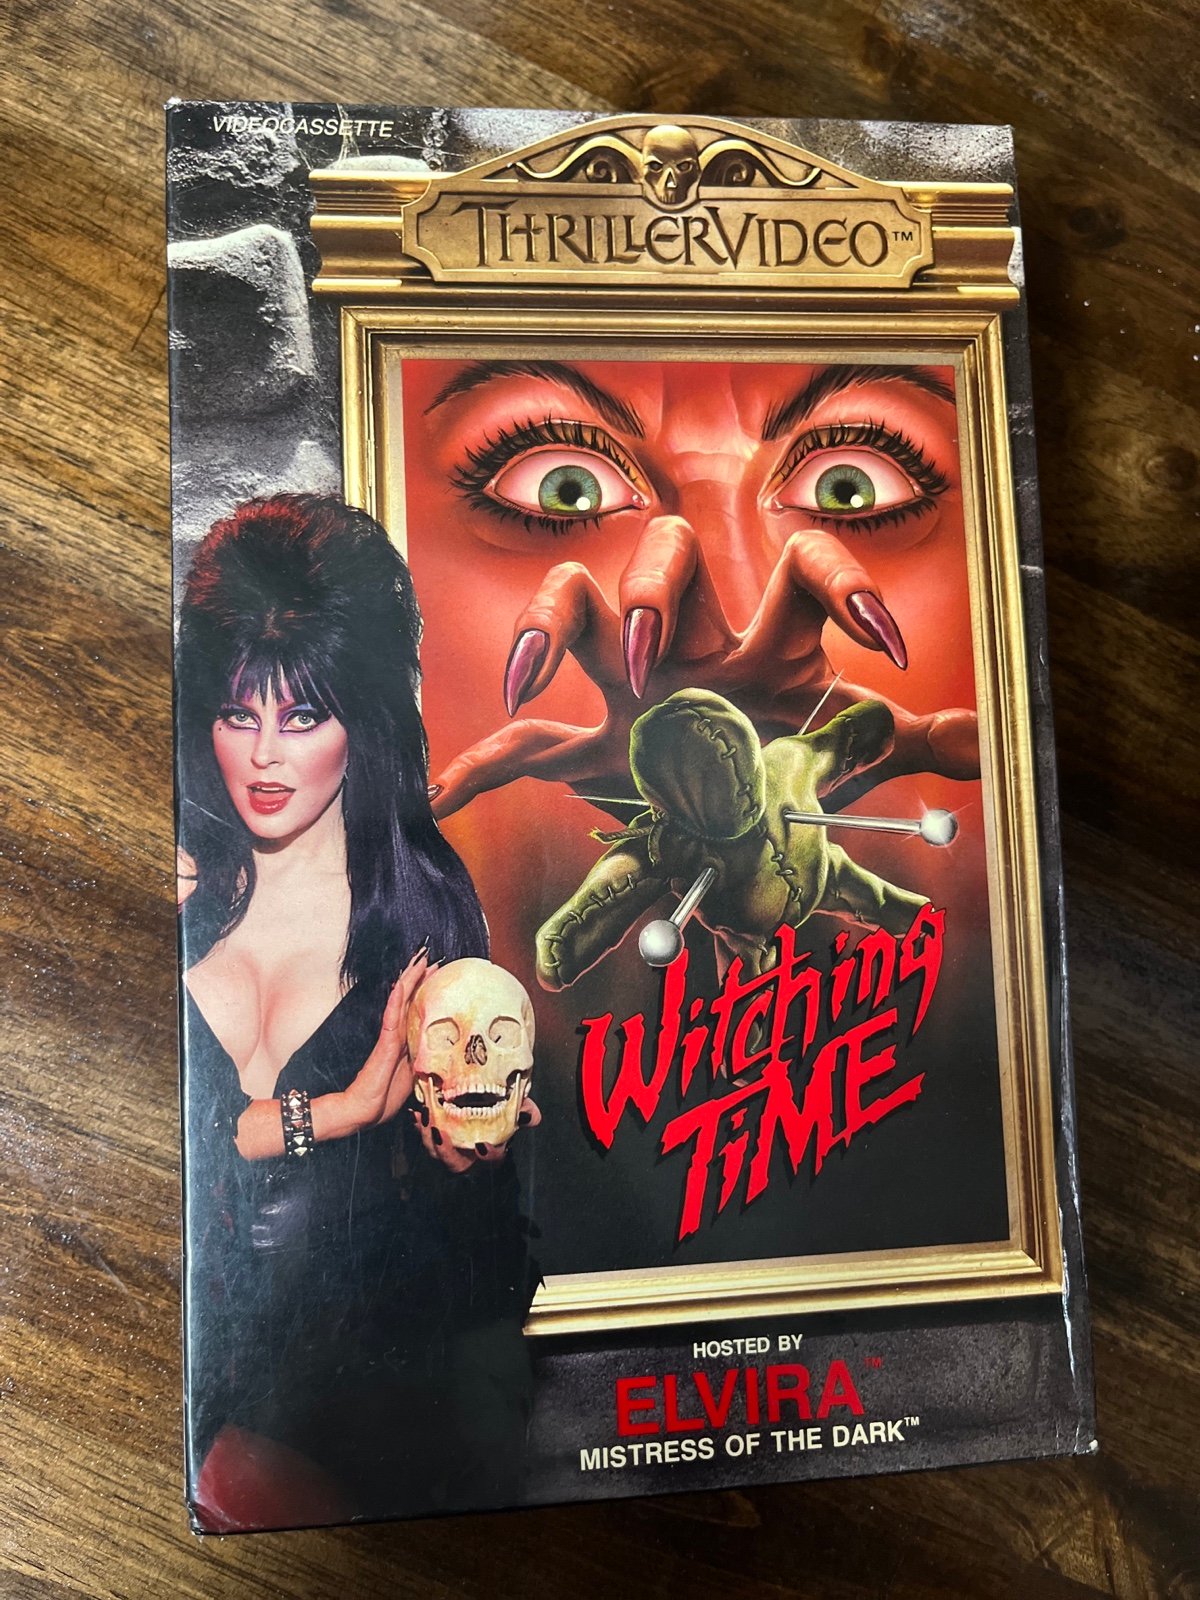 VIDEOCASSETTE
THRILLERVIDEO™
Witching
TiME
HOSTED BY
ELVIRA™
MISTRESS OF THE DARK™